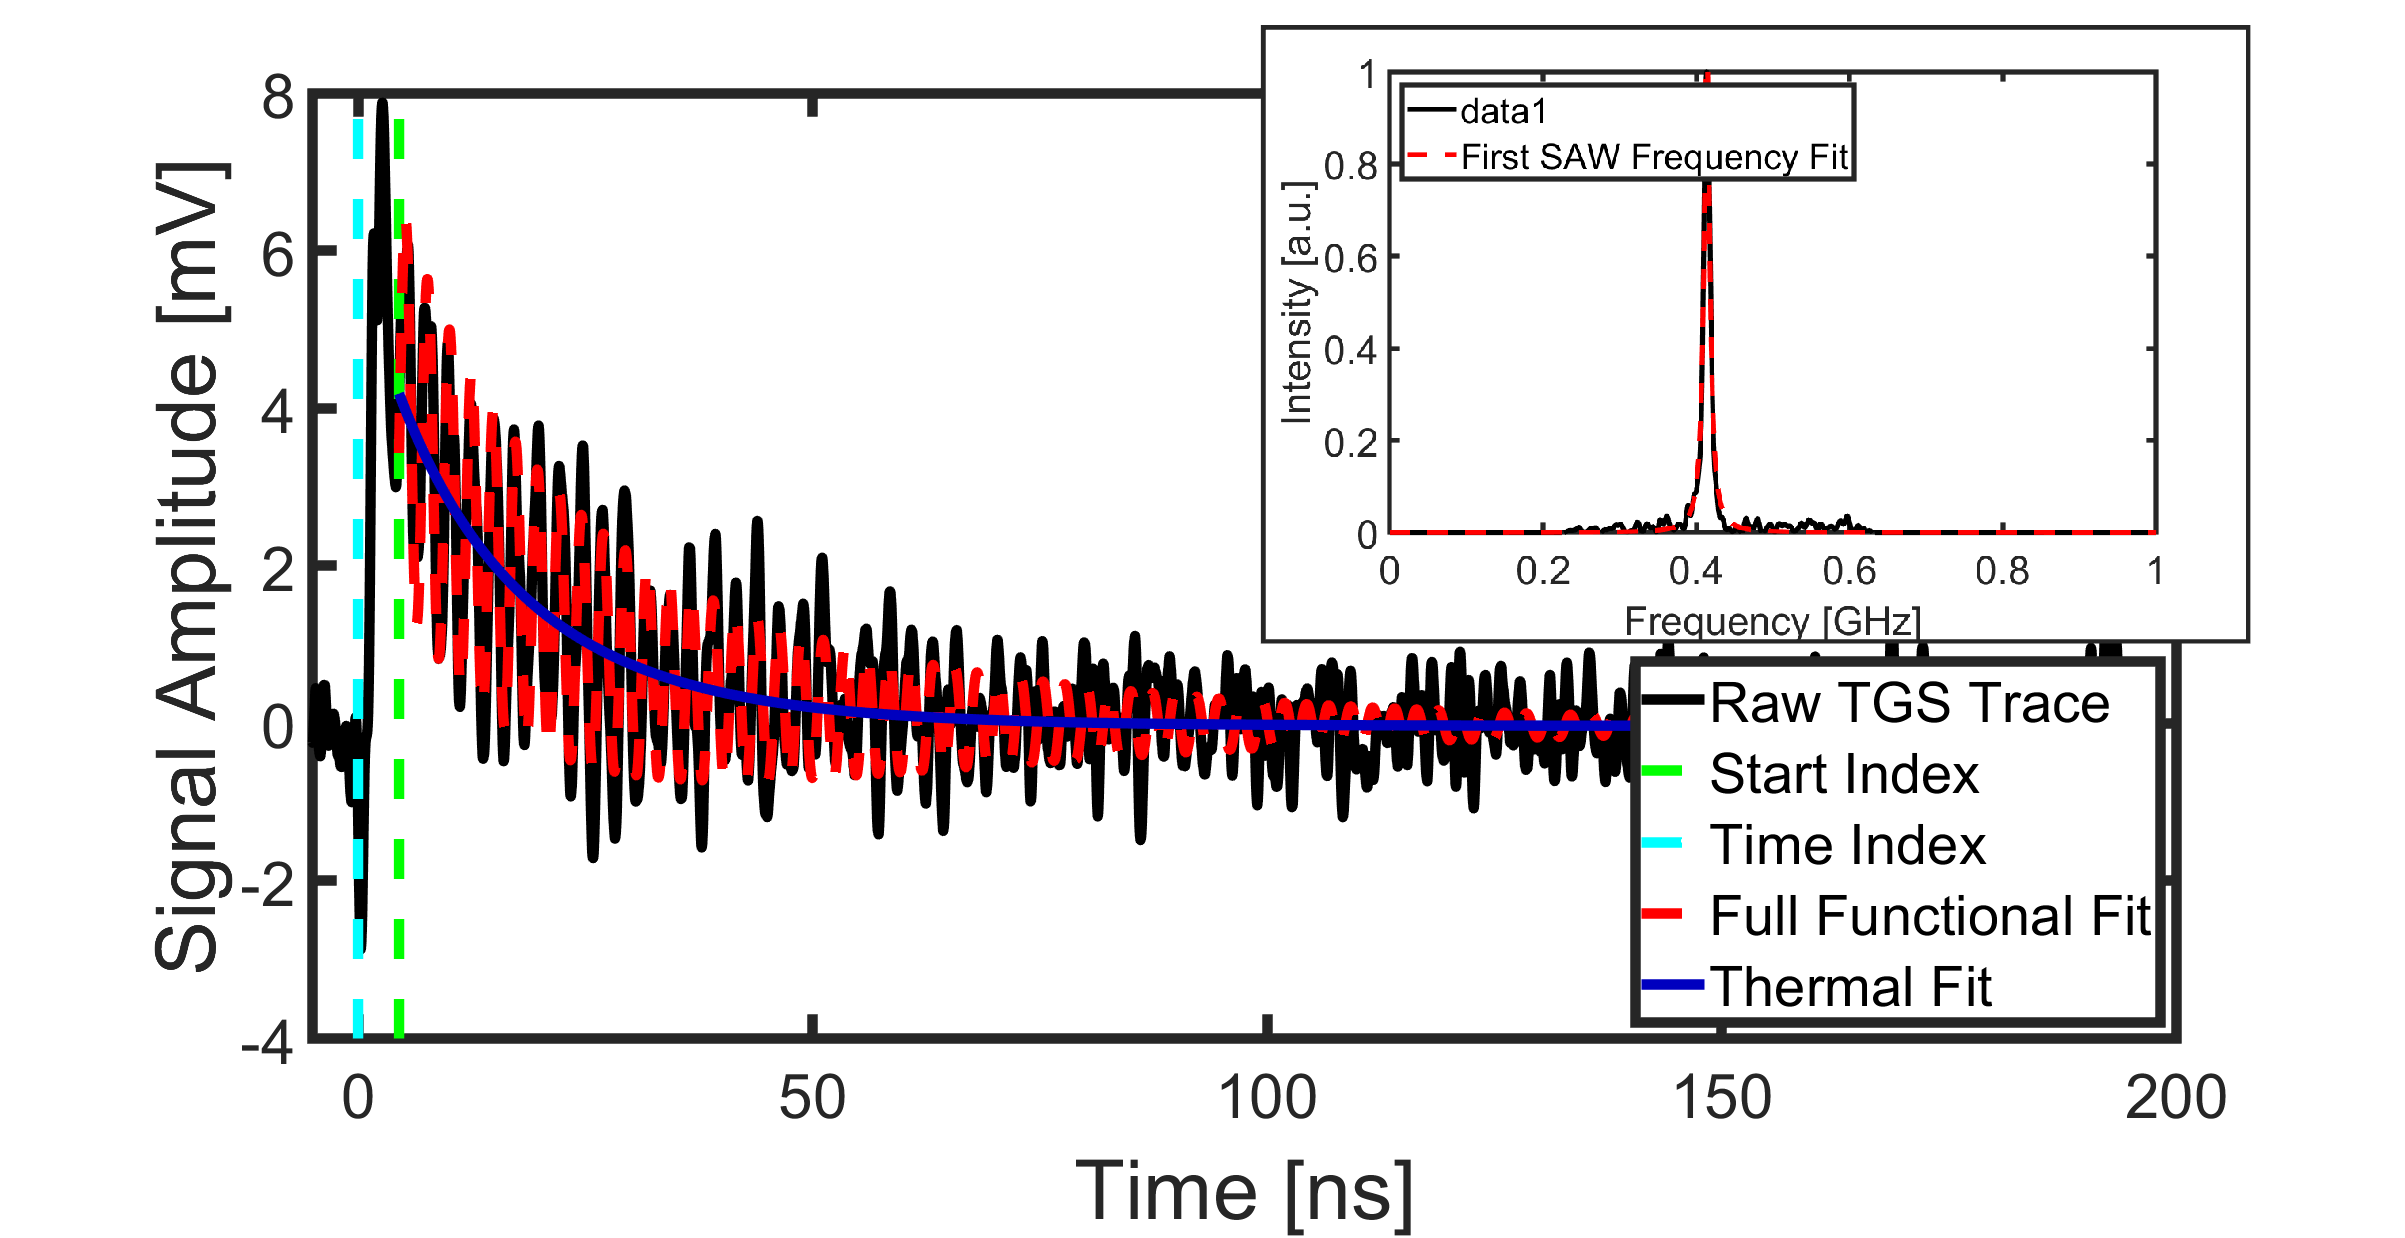 Signal Amplitude [mV]
8
6
4
2
0
-2
-4
0
50
100
150
200
Time [ns]
Intensity [a.u.]
1
0.8
0.6
0.4
0.2
0
data1
First SAW Frequency Fit
0
0.2
0.4
0.6
0.8
1
Frequency [GHz]
Raw TGS Trace
Start Index
Time Index
Full Functional Fit
Thermal Fit